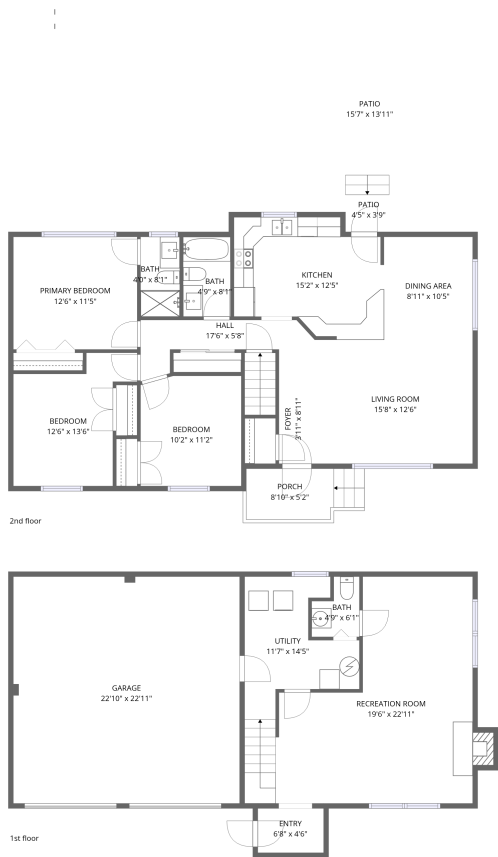 PATIO
15'7" x 13'11"
PATIO
4'5" x 3'9"
PRIMARY BEDROOM
12'6" x 11'5"
BATH
4'0" x 8'1"
BATH
4'9" x 8'1"
KITCHEN
15'2" x 12'5"
DINING AREA
8'11" x 10'5"
HALL
17'6" x 5'8"
BEDROOM
12'6" x 13'6"
BEDROOM
10'2" x 11'2"
FOYER
3'11" x 8'11"
LIVING ROOM
15'8" x 12'6"
PORCH
8'10" x 5'2"
2nd floor
GARAGE
22'10" x 22'11"
UTILITY
11'7" x 14'5"
BATH
4'9" x 6'1"
RECREATION ROOM
19'6" x 22'11"
ENTRY
6'8" x 4'6"
1st floor